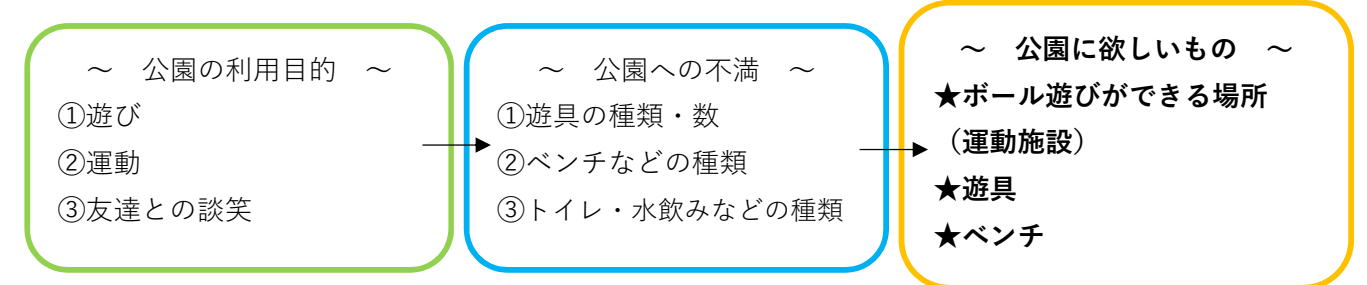 ～　公園の利用目的　～
①遊び
②運動
③友達との談笑
～　公園への不満　～
①遊具の種類・数
②ベンチなどの種類
③トイレ・水飲みなどの種類
～　公園に欲しいもの　～
★ボール遊びができる場所
（運動施設）
★遊具
★ベンチ